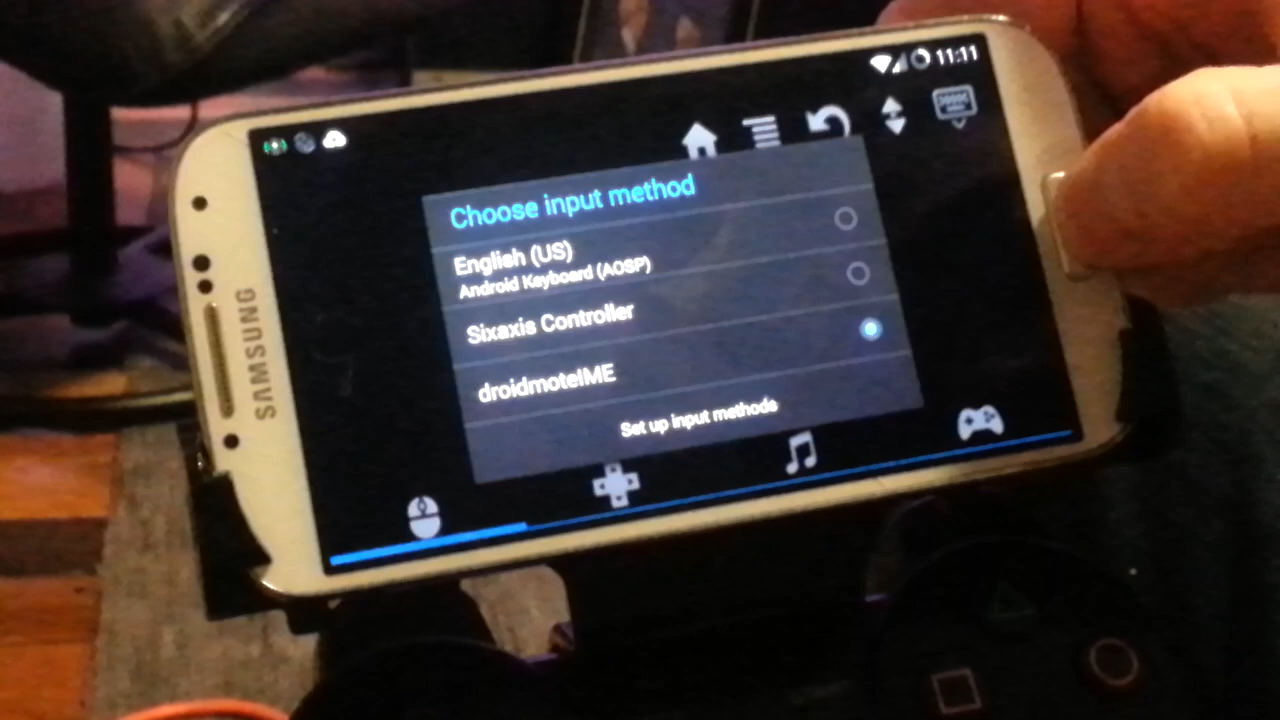 11:11
Choose input method
English (US)
Android Keyboard (AOSP)
Sixaxis Controller
droidmoteIME
Set up input methods
SAMSUNG